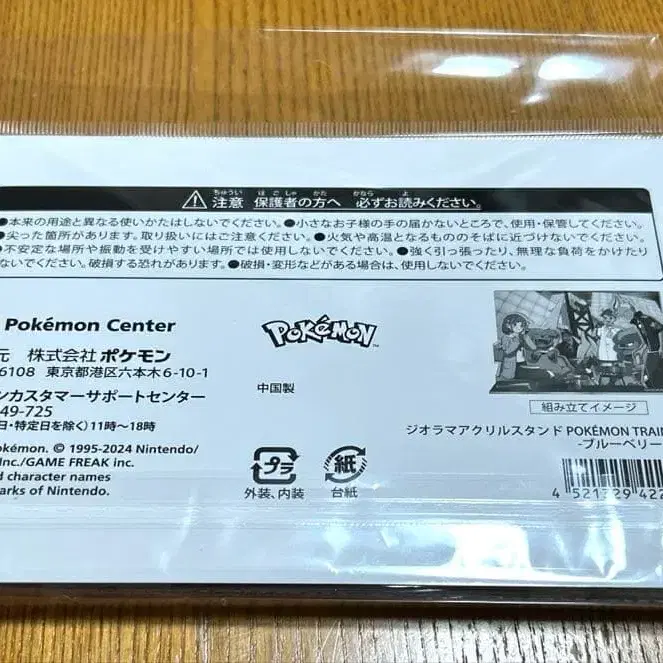 ⚠注意 保護者の方へ 必ずお読みください。
●本来の用途と異なる使いかたはしないでください。●小さなお子様の手の届かないところで、使用・保管してください。
●尖った箇所があります。取り扱いにはご注意ください。●火気や高温となるもののそばに近づけないでください。
●不安定な場所や振動を受けやすい場所では使用しないでください。●強く引っ張ったり、無理な負荷をかけたり
ないでください。破損する恐れがあります。●破損・変形などがある場合は、使用しないでください。
Pokémon Center
元 株式会社ポケモン
6108 東京都港区六本木6-10-1
ンカスタマーサポートセンター
49-725
日・特定日を除く)11時~18時
okémon. © 1995-2024 Nintendo/
Inc./GAME FREAK inc.
d character names
arks of Nintendo.
POKÉMON
中国製
プラ
外装、内装
紙
台紙
組み立てイメージ
ジオラマアクリルスタンド POKÉMON TRAIN
-ブルーベリー
4 521329 422